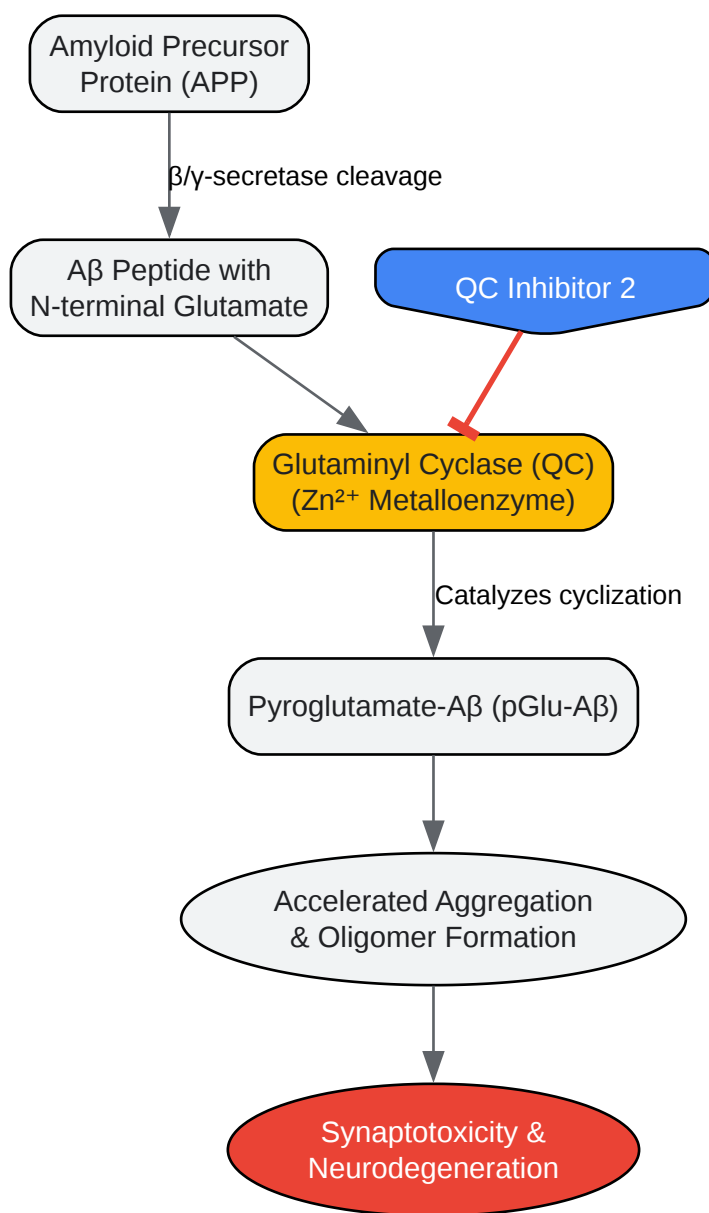 Amyloid Precursor
Protein (APP)
β/γ-secretase cleavage
Aβ Peptide with
N-terminal Glutamate
QC Inhibitor 2
Glutaminyl Cyclase (QC)
(Zn²⁺ Metalloenzyme)
Catalyzes cyclization
Pyroglutamate-Aβ (pGlu-Aβ)
Accelerated Aggregation
& Oligomer Formation
Synaptotoxicity &
Neurodegeneration